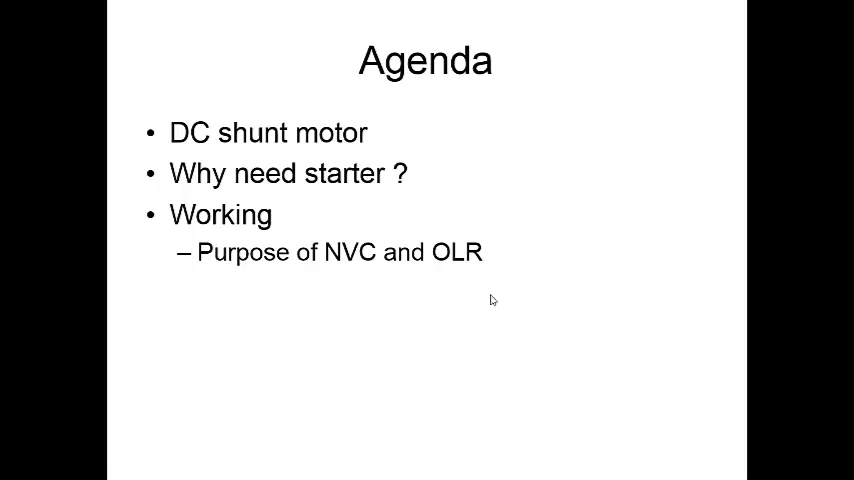 Agenda
• DC shunt motor
• Why need starter ?
• Working
– Purpose of NVC and OLR